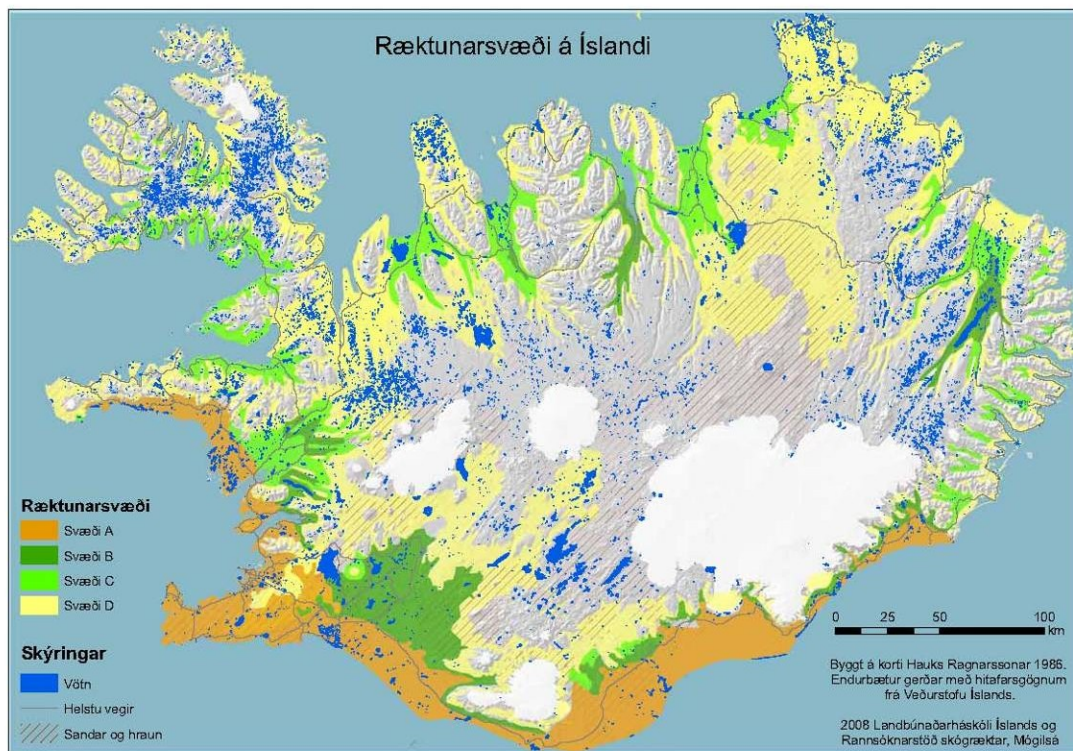 Ræktunarsvæði á Íslandi
Ræktunarsvæði
Svæði A
Svæði B
Svæði C
Svæði D
Skýringar
Vötn
Helstu vegir
Sandar og hraun
0 25 50 100
km
Byggt á korti Hauks Ragnarssonar 1986.
Endurbætur gerðar með hitafarsgögnum
frá Veðurstofu Íslands.
2008 Landbúnaðarháskóli Íslands og
Rannsóknarstöð skógræktar, Mógilsá